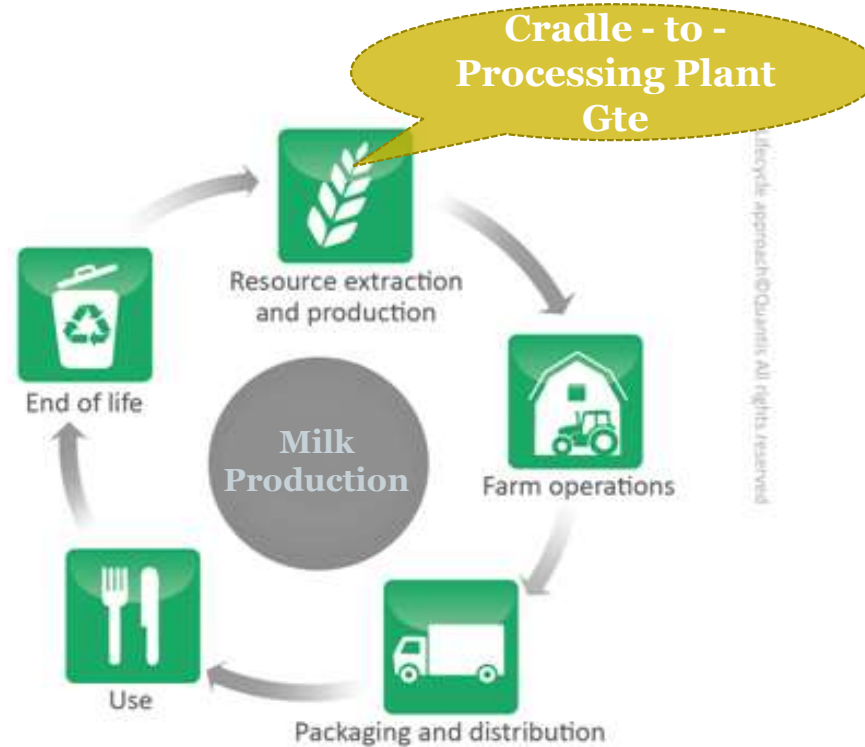 Cradle - to -
Processing Plant
Gte
Resource extraction
and production
Farm operations
Packaging and distribution
Use
End of life
Milk
Production
Lifecycle approach©Quantis All rights reserved